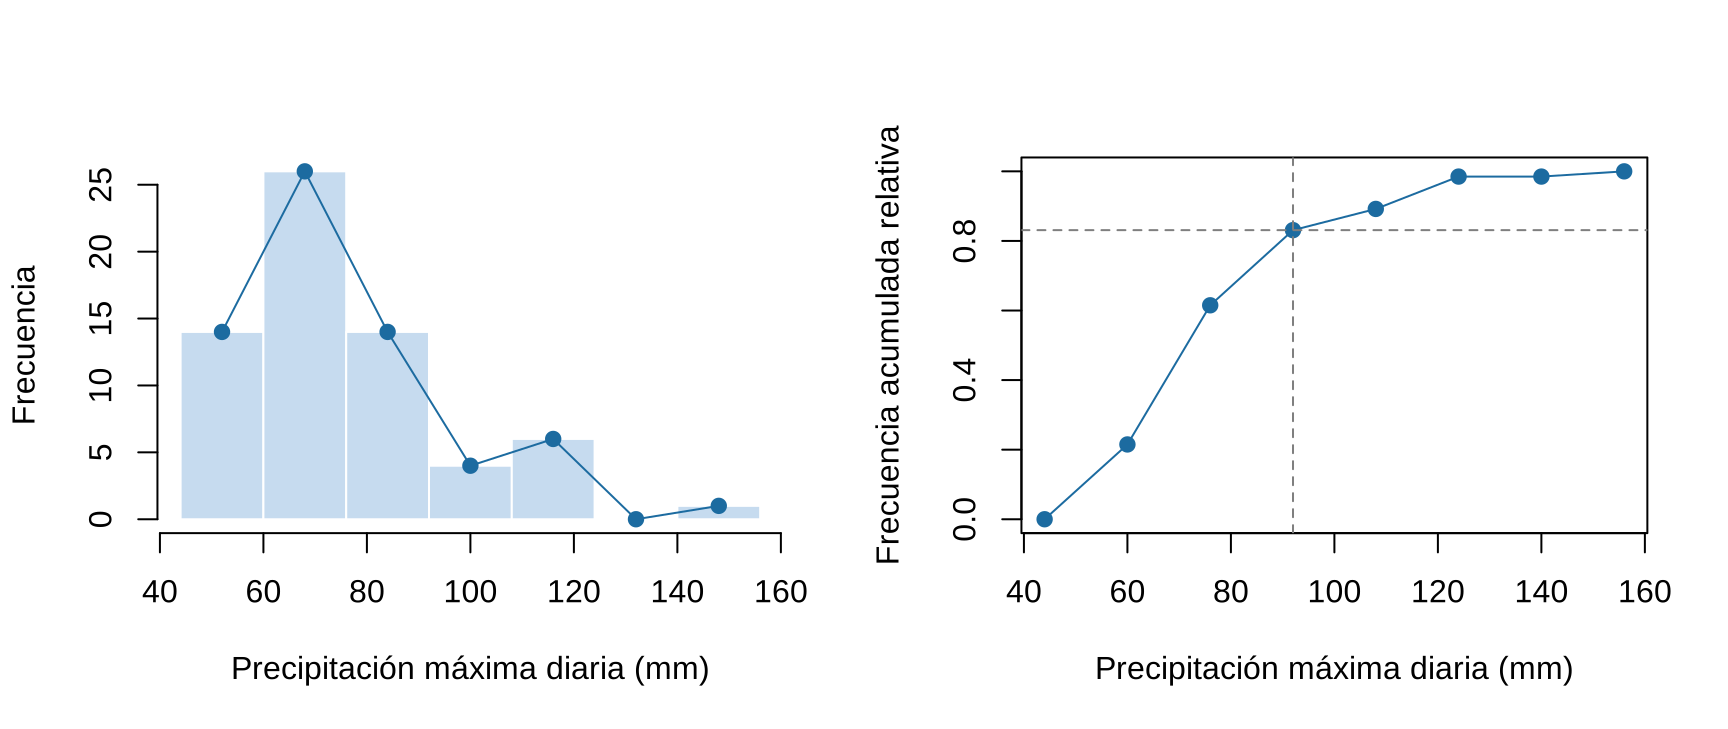 Frecuencia
25
20
15
10
5
0
40 60 80 100 120 140 160
Precipitación máxima diaria (mm)
Frecuencia acumulada relativa
0.8
0.4
0.0
40 60 80 100 120 140 160
Precipitación máxima diaria (mm)